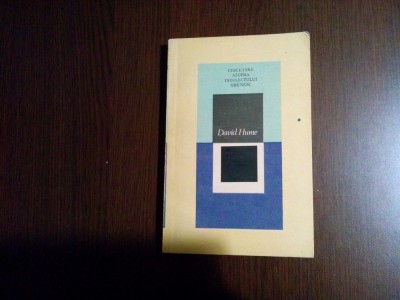 CERCETARE
ASUPRA
INTELECTULUI
OMENESC
David Hume